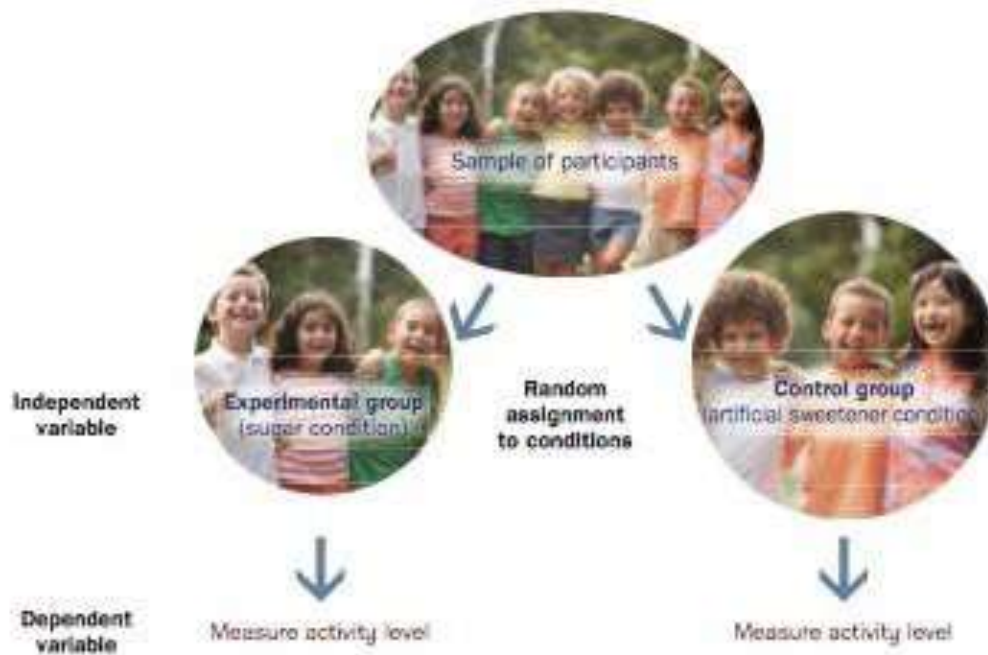 Sample of participants
Independent
variable
Experimental group
(sugar condition)
Random
assignment
to conditions
Control group
(artificial sweetener condition
Dependent
variable
Measure activity level
Measure activity level